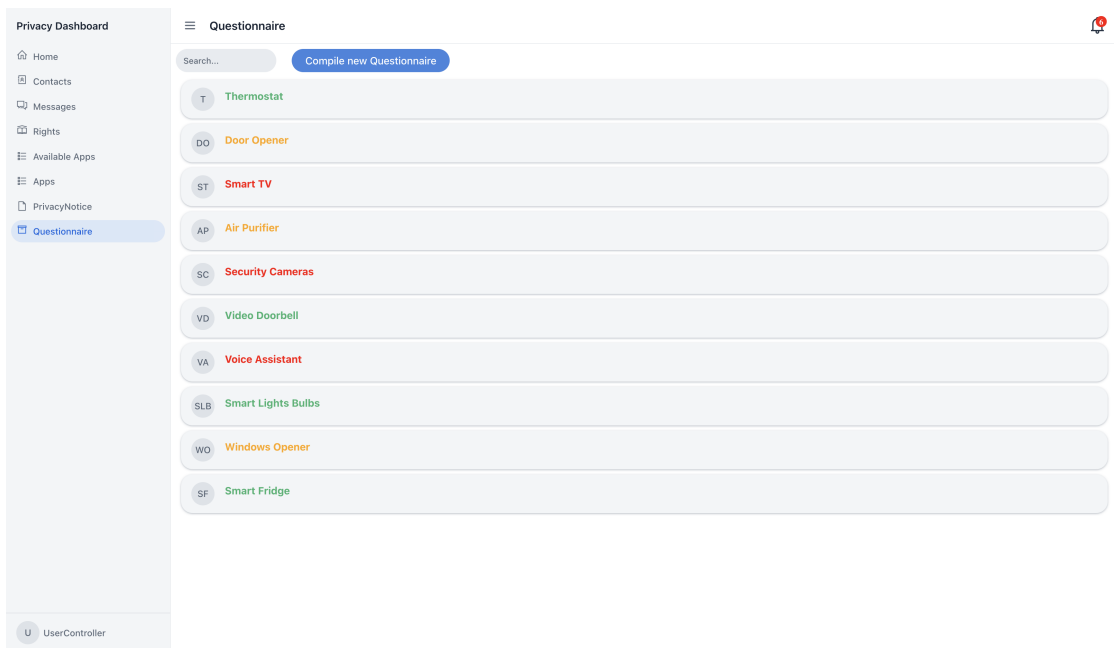 Privacy Dashboard
Home
Contacts
Messages
Rights
Available Apps
Apps
PrivacyNotice
Questionnaire
U UserController
Questionnaire
6
Search...
Compile new Questionnaire
T Thermostat
DO Door Opener
ST Smart TV
AP Air Purifier
SC Security Cameras
VD Video Doorbell
VA Voice Assistant
SLB Smart Lights Bulbs
WO Windows Opener
SF Smart Fridge